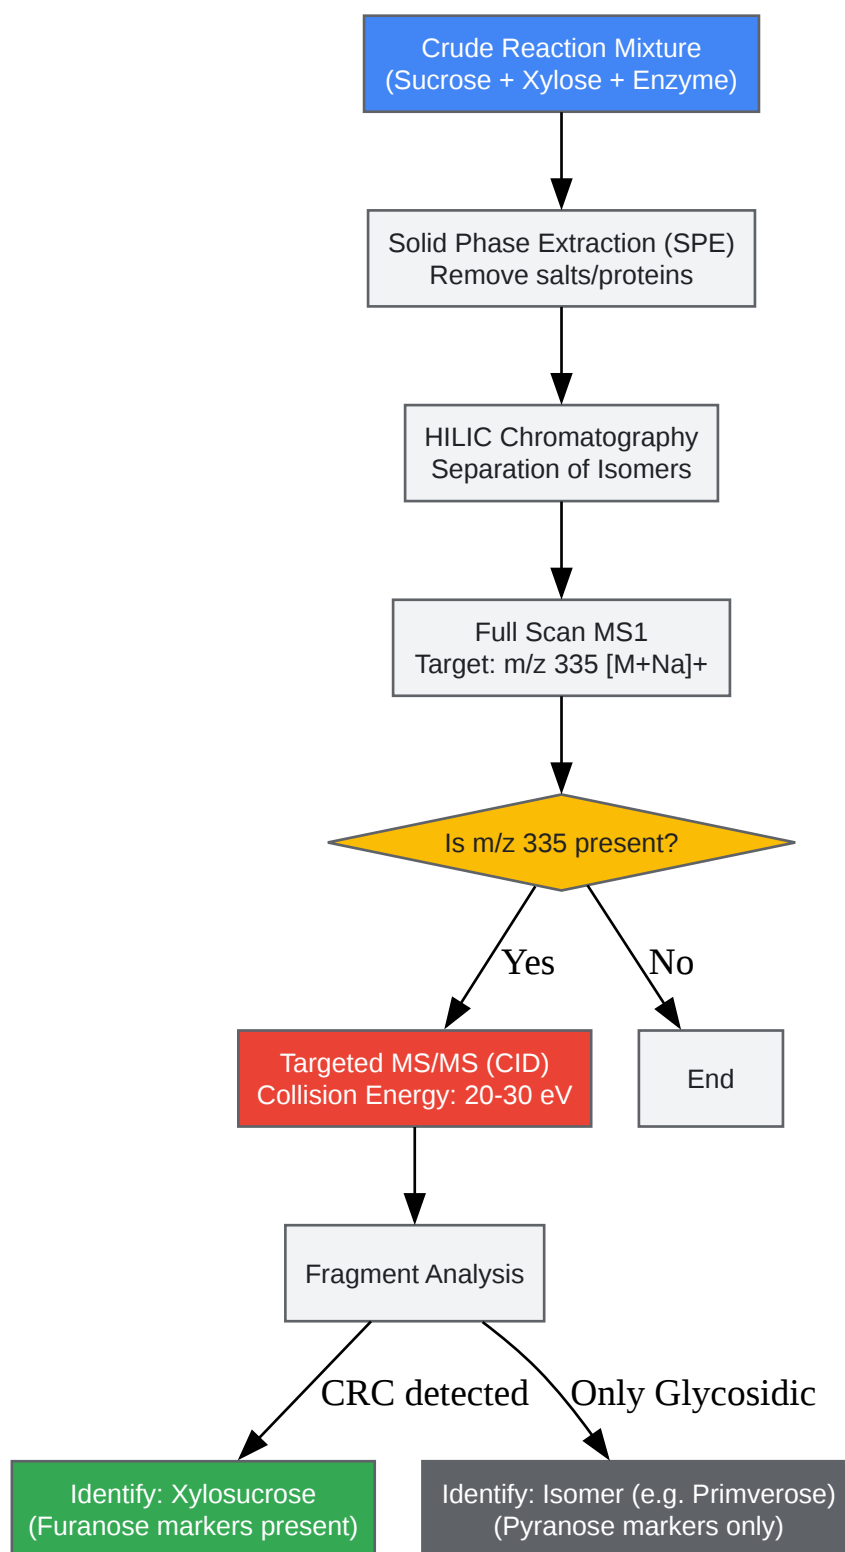 Crude Reaction Mixture
(Sucrose + Xylose + Enzyme)
Solid Phase Extraction (SPE)
Remove salts/proteins
HILIC Chromatography
Separation of Isomers
Full Scan MS1
Target: m/z 335 [M+Na]+
Is m/z 335 present?
Yes
No
Targeted MS/MS (CID)
Collision Energy: 20-30 eV
End
Fragment Analysis
CRC detected
Only Glycosidic
Identify: Xylosucrose
(Furanose markers present)
Identify: Isomer (e.g. Primverose)
(Pyranose markers only)